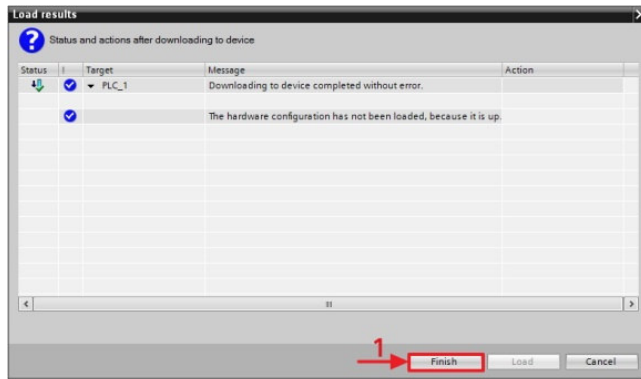 Load results
Status and actions after downloading to device
Status ! Target Message Action
PLC_1 Downloading to device completed without error.
The hardware configuration has not been loaded, because it is up.
1
Finish Load Cancel